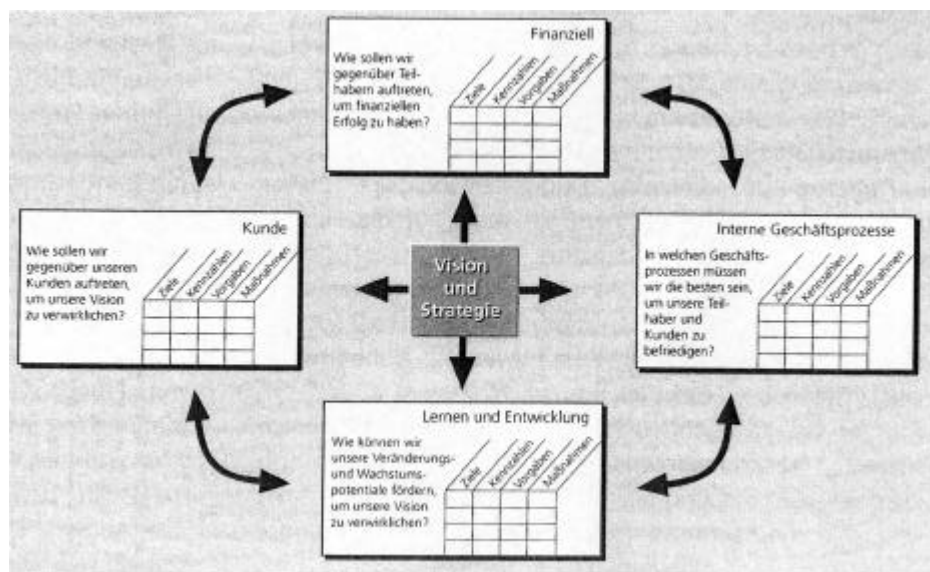 Finanziell
Wie sollen wir
gegenüber Teil-
habern auftreten,
um finanziellen
Erfolg zu haben?
Ziele
Kennzahlen
Vorgaben
Maßnahmen
Kunde
Wie sollen wir
gegenüber unseren
Kunden auftreten,
um unsere Vision
zu verwirklichen?
Ziele
Kennzahlen
Vorgaben
Maßnahmen
Vision
und
Strategie
Interne Geschäftsprozesse
In welchen Geschäfts-
prozessen müssen
wir die besten sein,
um unsere Teil-
haber und
Kunden zu
befriedigen?
Ziele
Kennzahlen
Vorgaben
Maßnahmen
Lernen und Entwicklung
Wie können wir
unsere Veränderungs-
und Wachstums-
potentiale fördern,
um unsere Vision
zu verwirklichen?
Ziele
Kennzahlen
Vorgaben
Maßnahmen